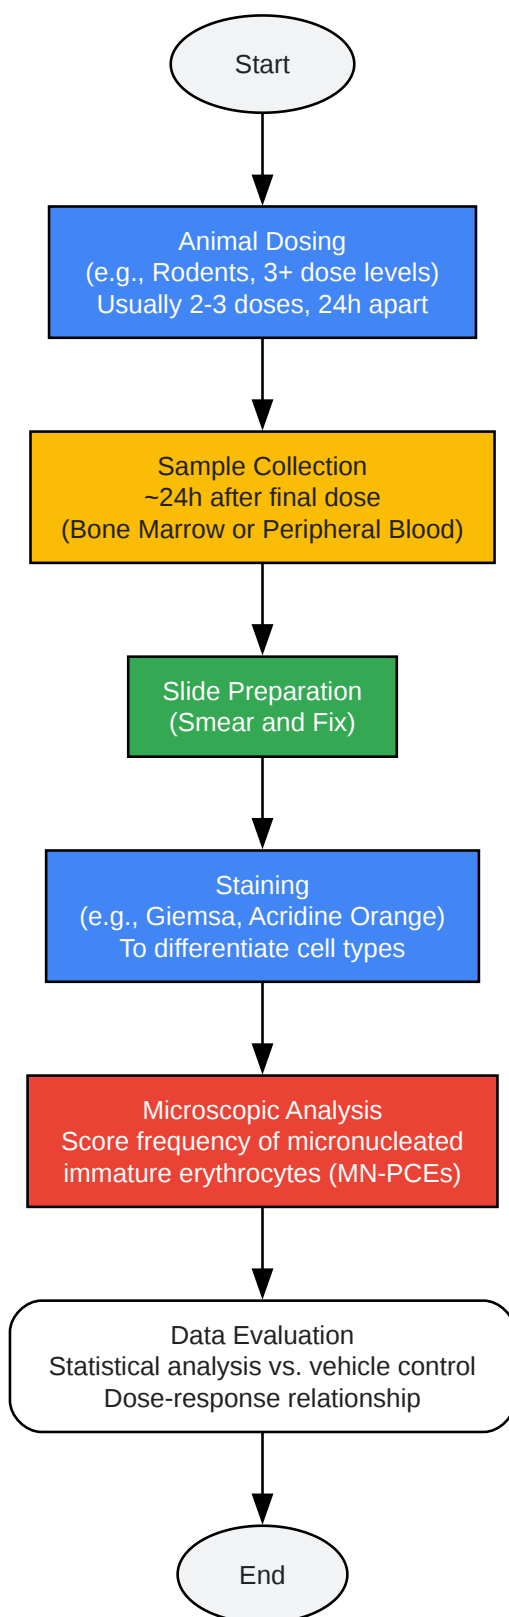 Start
Animal Dosing
(e.g., Rodents, 3+ dose levels)
Usually 2-3 doses, 24h apart
Sample Collection
~24h after final dose
(Bone Marrow or Peripheral Blood)
Slide Preparation
(Smear and Fix)
Staining
(e.g., Giemsa, Acridine Orange)
To differentiate cell types
Microscopic Analysis
Score frequency of micronucleated
immature erythrocytes (MN-PCEs)
Data Evaluation
Statistical analysis vs. vehicle control
Dose-response relationship
End